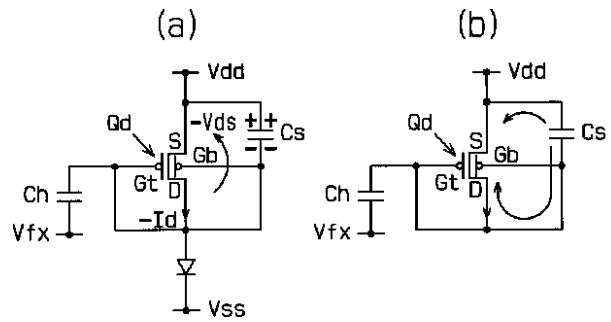 (a)
Vdd
Qd
-Vds
++
Cs
S
Gb
--
Gt
D
Ch
-Id
Vfx
Vss
(b)
Vdd
Qd
Cs
S
Gb
Gt
D
Ch
Vfx